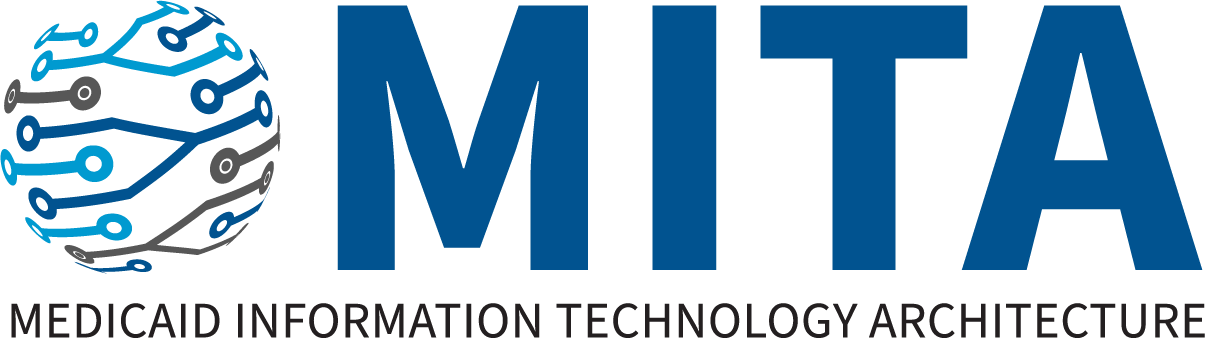 MITA
MEDICAID INFORMATION TECHNOLOGY ARCHITECTURE